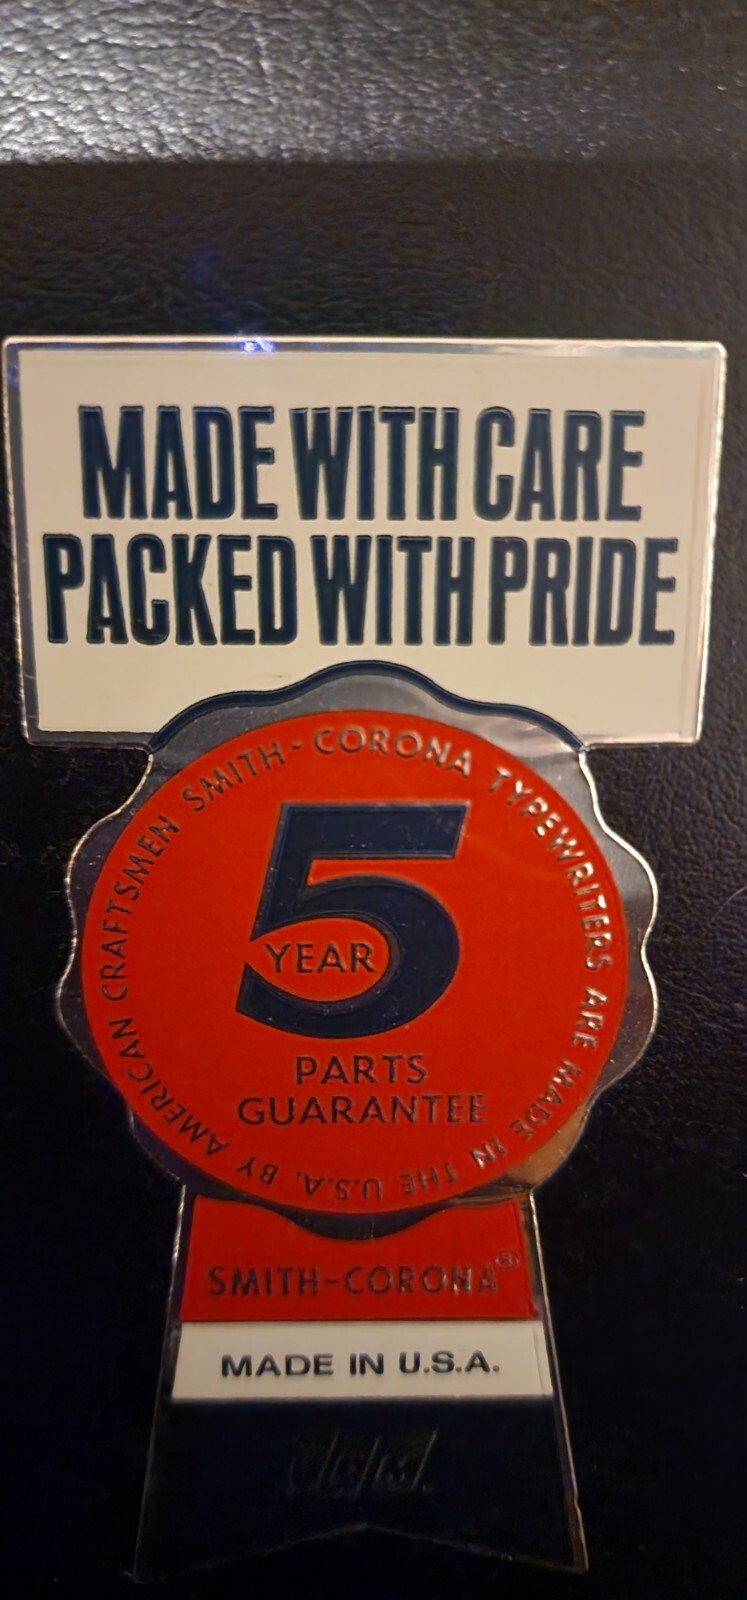 MADE WITH CARE
PACKED WITH PRIDE
SMITH-CORONA TYPEWRITERS ARE MADE IN THE U.S.A. BY AMERICAN CRAFTSMEN
5
YEAR
PARTS
GUARANTEE
SMITH-CORONA®
MADE IN U.S.A.